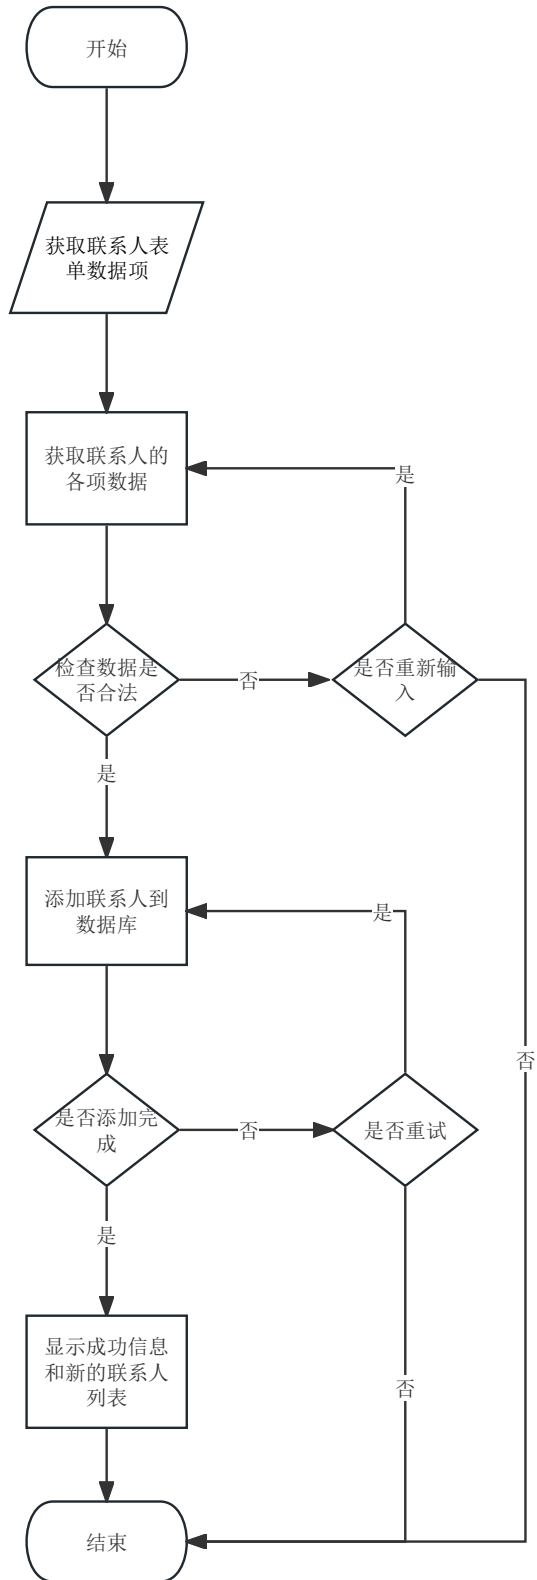 开始
获取联系人表
单数据项
获取联系人的
各项数据
是
检查数据是
否合法
否
是否重新输
入
是
添加联系人到
数据库
是
否
是否添加完
成
否
是否重试
是
显示成功信息
和新的联系人
列表
否
结束